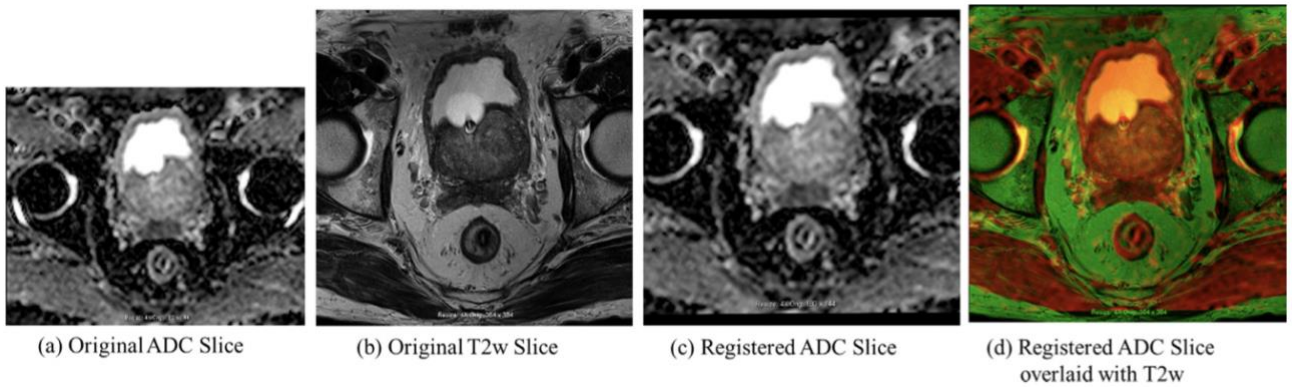 (a) Original ADC Slice
(b) Original T2w Slice
(c) Registered ADC Slice
(d) Registered ADC Slice
overlaid with T2w